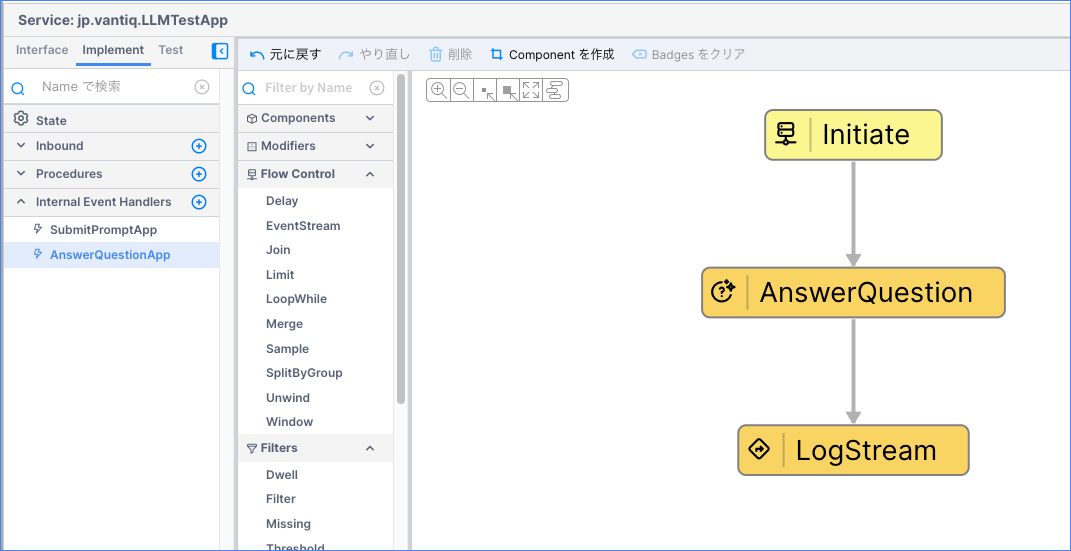 Service: jp.vantiq.LLMTestApp
Interface Implement Test
元に戻す やり直し 削除 Component を作成 Badges をクリア
Name で検索
State
Inbound
Procedures
Internal Event Handlers
SubmitPromptApp
AnswerQuestionApp
Filter by Name
Components
Modifiers
Flow Control
Delay
EventStream
Join
Limit
LoopWhile
Merge
Sample
SplitByGroup
Unwind
Window
Filters
Dwell
Filter
Missing
Threshold
Initiate
AnswerQuestion
LogStream